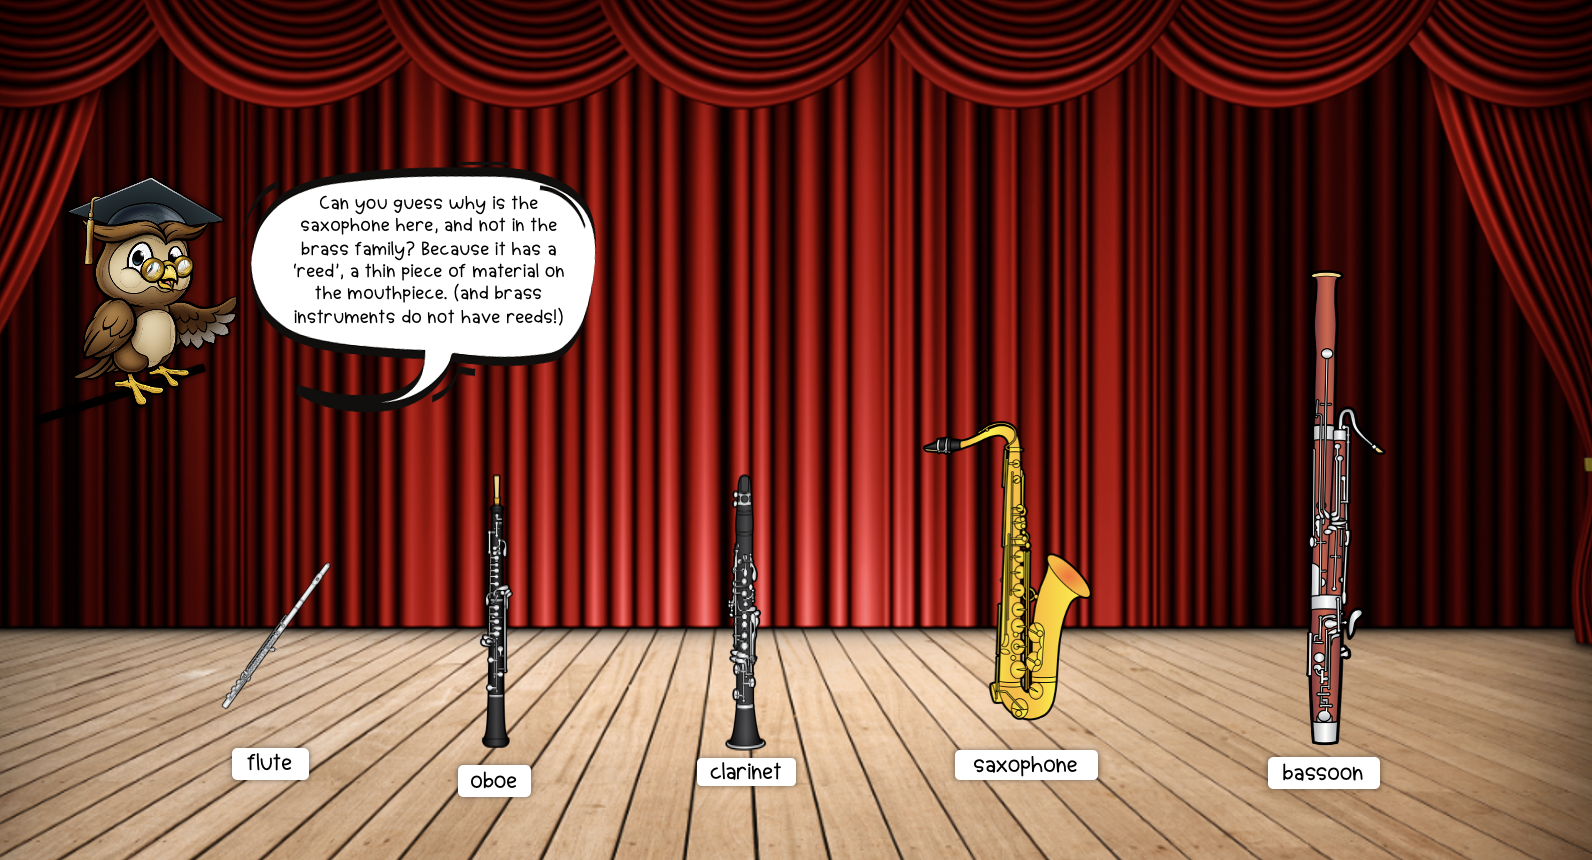 Can you guess why is the
saxophone here, and not in the
brass family? Because it has a
'reed', a thin piece of material on
the mouthpiece. (and brass
instruments do not have reeds!)
flute
oboe
clarinet
saxophone
bassoon